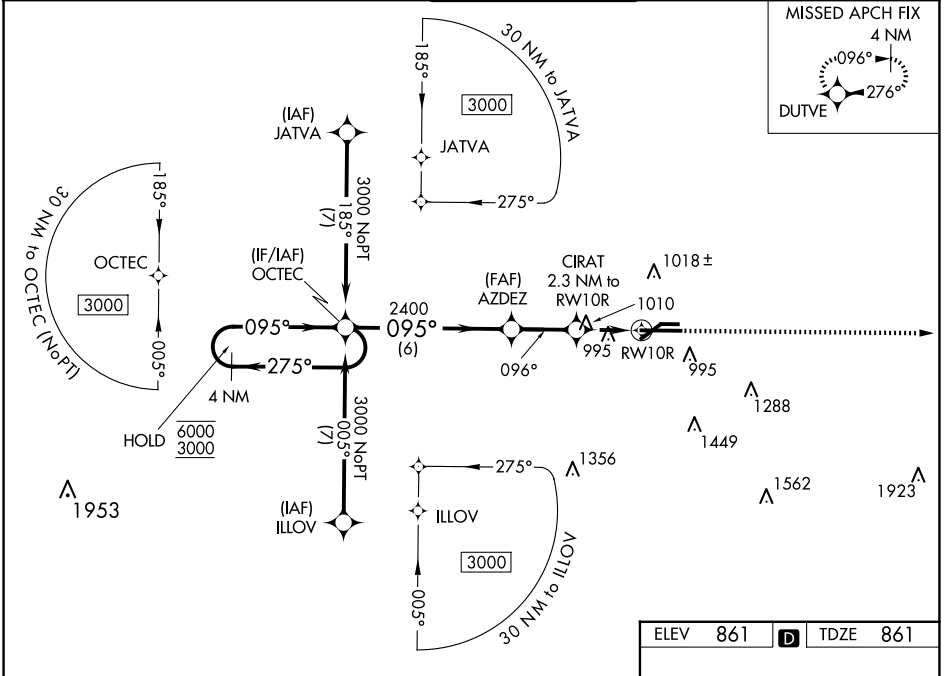 MISSED APCH FIX
4 NM
096°
276°
DUTVE
30 NM to JATVA
185°
3000
JATVA
275°
(IAF)
JATVA
3000 NoPT
185°
(7)
30 NM to OCTEC (NoPT)
185°
OCTEC
3000
005°
(IF/IAF)
OCTEC
095°
275°
4 NM
HOLD
6000
3000
2400
095°
(6)
(FAF)
AZDEZ
096°
CIRAT
2.3 NM to
RW10R
1018±
1010
995
RW10R
995
1288
1449
1562
1923
1356
1953
3000 NoPT
005°
(7)
(IAF)
ILLOV
275°
ILLOV
3000
005°
30 NM to ILLOV
ELEV 861 D TDZE 861